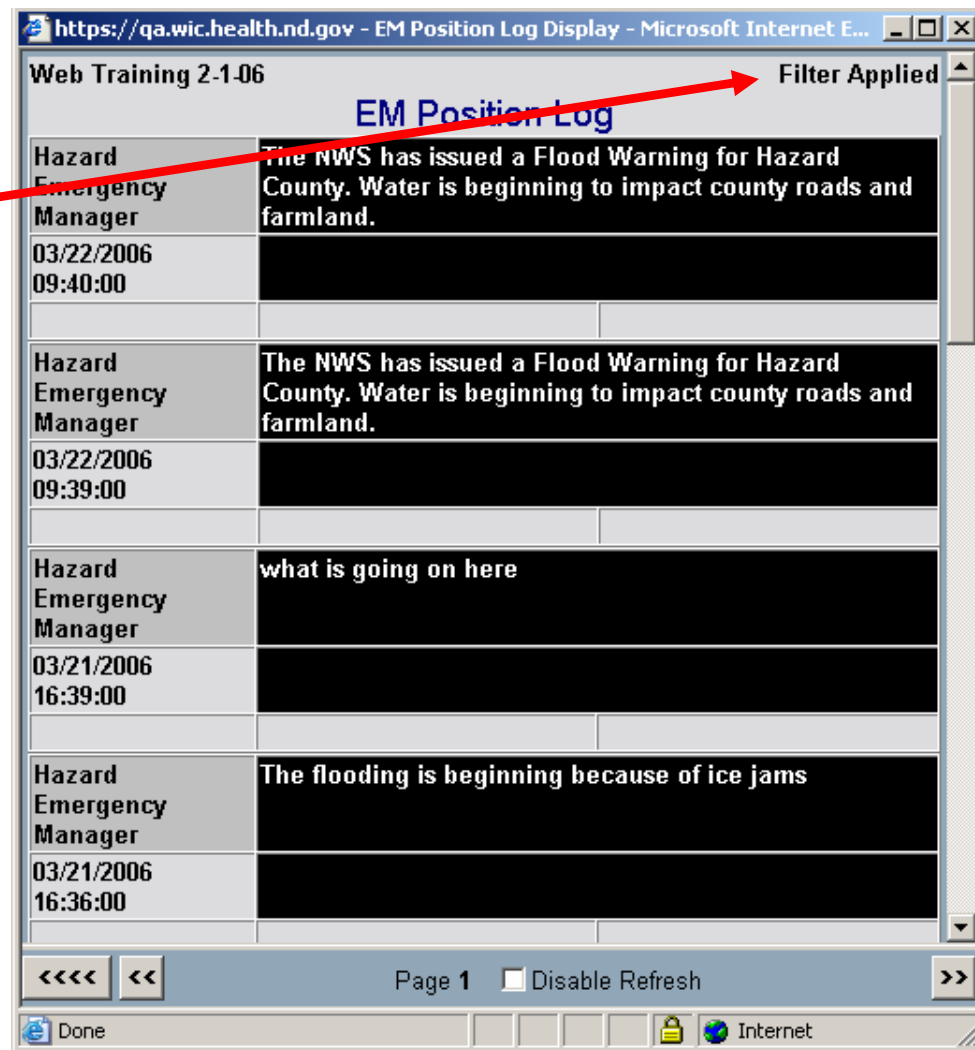 https://qa.wic.health.nd.gov - EM Position Log Display - Microsoft Internet E...
Web Training 2-1-06 Filter Applied
EM Position Log
Hazard Emergency Manager
The NWS has issued a Flood Warning for Hazard
County. Water is beginning to impact county roads and
farmland.
03/22/2006
09:40:00
Hazard
Emergency
Manager
The NWS has issued a Flood Warning for Hazard
County. Water is beginning to impact county roads and
farmland.
03/22/2006
09:39:00
Hazard
Emergency
Manager
what is going on here
03/21/2006
16:39:00
Hazard
Emergency
Manager
The flooding is beginning because of ice jams
03/21/2006
16:36:00
<<<< << Page 1 Disable Refresh >>
Done Internet